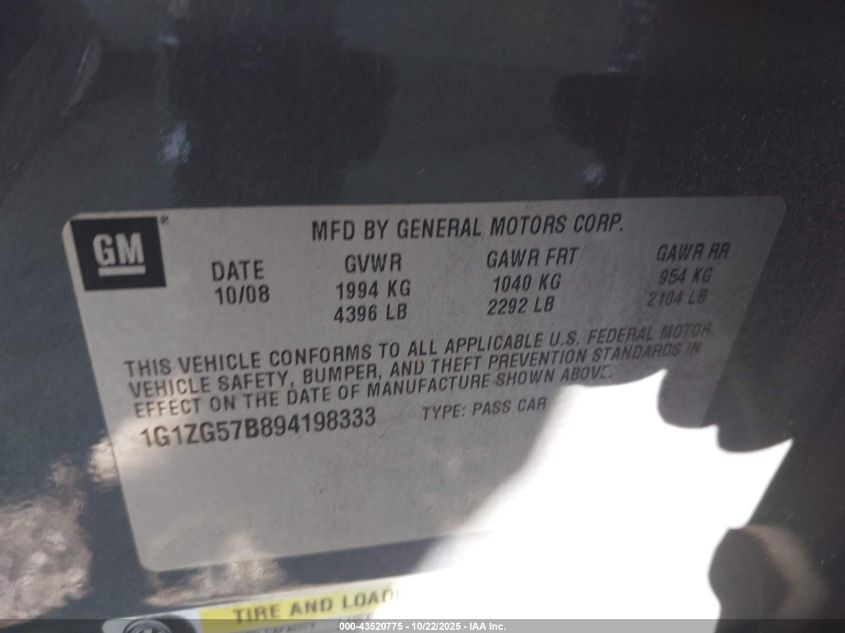 GM
MFD BY GENERAL MOTORS CORP.
DATE GVWR GAWR FRT GAWR RR
10/08 1994 KG 1040 KG 954 KG
4396 LB 2292 LB 2104 LB
THIS VEHICLE CONFORMS TO ALL APPLICABLE U.S. FEDERAL MOTOR
VEHICLE SAFETY, BUMPER, AND THEFT PREVENTION STANDARDS IN
EFFECT ON THE DATE OF MANUFACTURE SHOWN ABOVE.
1G1ZG57B894198333 TYPE: PASS CAR
TIRE AND
000-43520775 - 10/22/2025 - IAA Inc.